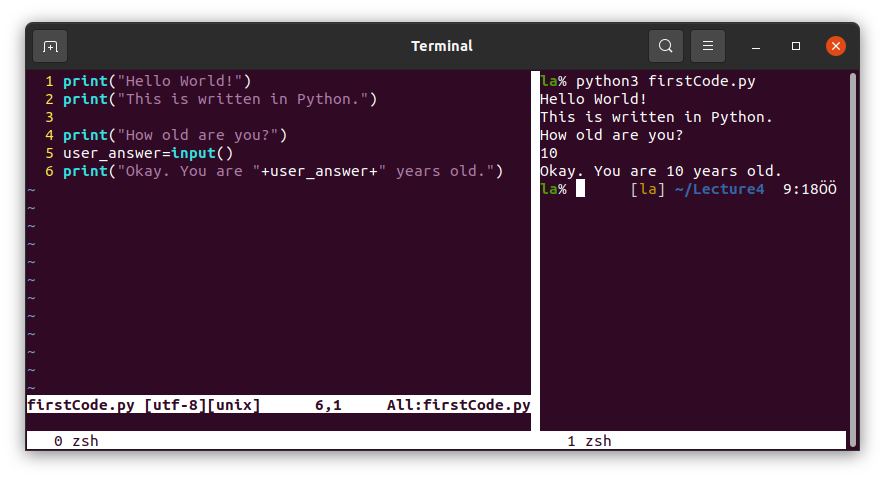 Terminal
1 print("Hello World!")
2 print("This is written in Python.")
3
4 print("How old are you?")
5 user_answer=input()
6 print("Okay. You are "+user_answer+" years old.")
~
~
~
~
~
~
~
~
~
~
~
~
firstCode.py [utf-8][unix] 6,1 All:firstCode.py
la% python3 firstCode.py
Hello World!
This is written in Python.
How old are you?
10
Okay. You are 10 years old.
la% [la] ~/Lecture4 9:18ÖÖ
0 zsh 1 zsh